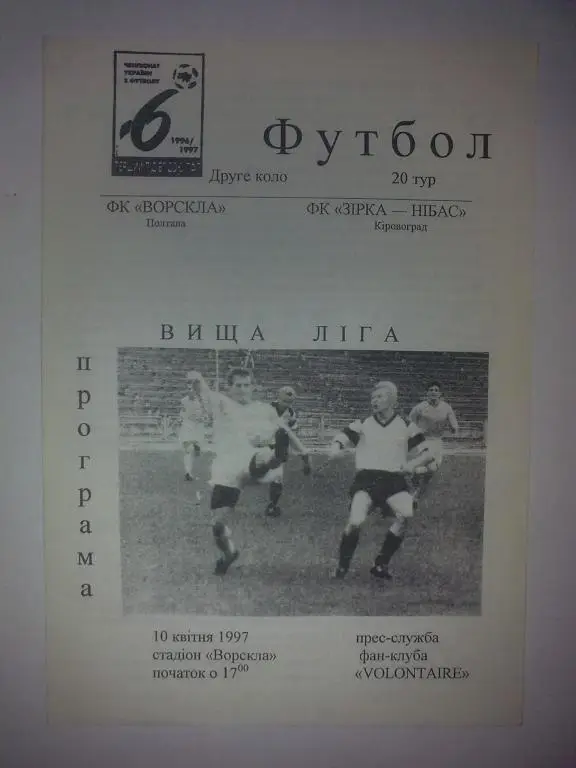 ЧЕМПІОНАТ
УКРАЇНИ
З ФУТБОЛУ
6
1996/
1997
Футбол
Друге коло
20 тур
ФК «ВОРСКЛА»
Полтава
ФК «ЗІРКА — НІБАС»
Кіровоград
ВИЩА ЛІГА
програма
10 квітня 1997
стадіон «Ворскла»
початок о 17⁰⁰
прес-служба
фан-клуба
«VOLONTAIRE»